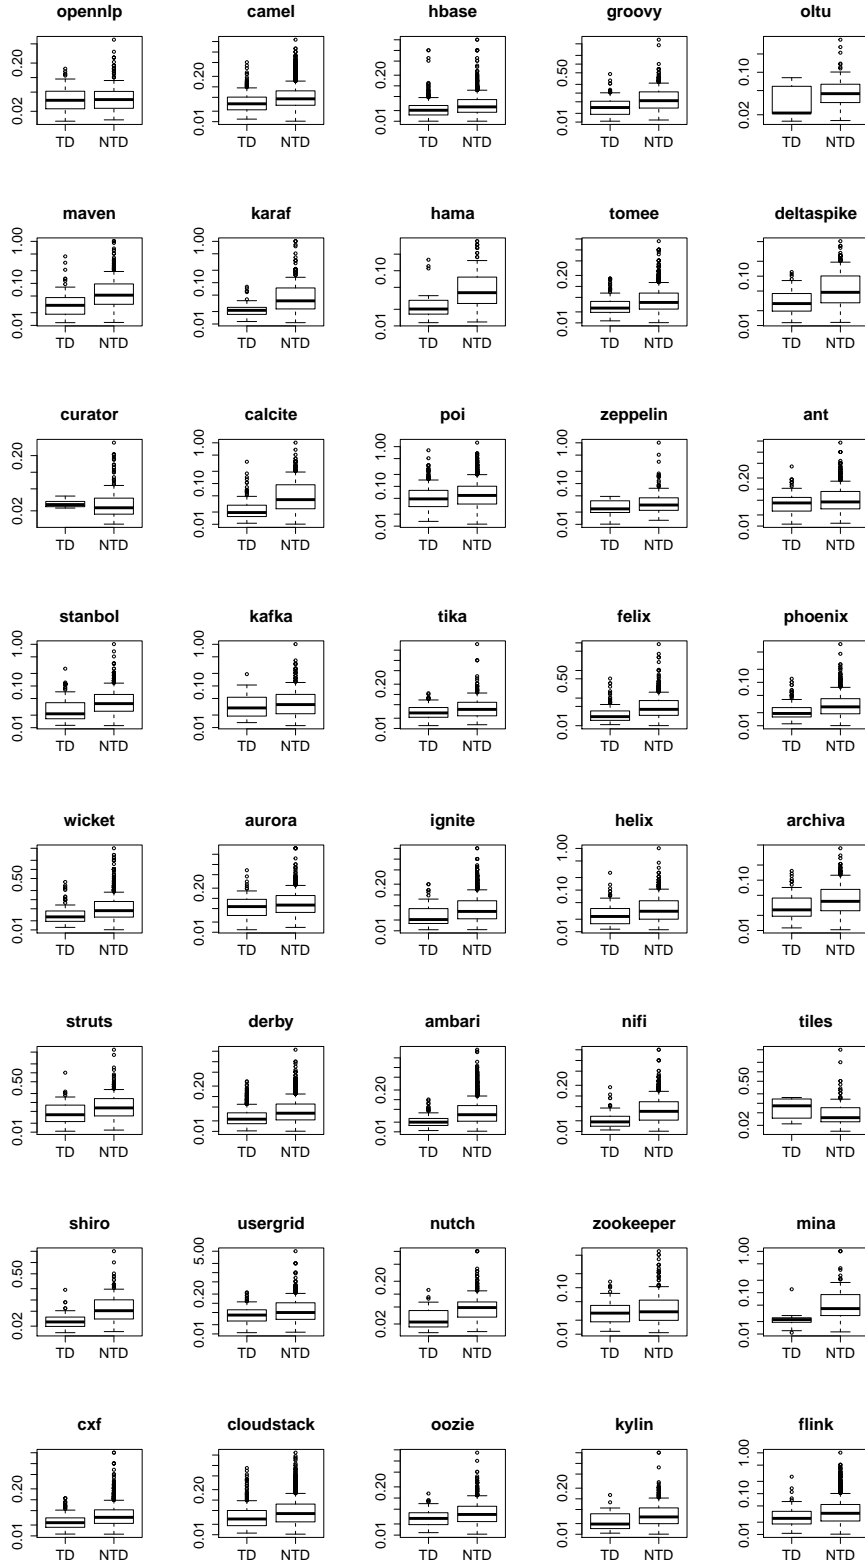 opennlp
0.20
0.02
TD NTD
camel
0.20
0.01
TD NTD
hbase
0.20
0.01
TD NTD
groovy
0.50
0.01
TD NTD
oltu
0.10
0.02
TD NTD
maven
1.00
0.10
0.01
TD NTD
karaf
1.00
0.10
0.01
TD NTD
hama
0.10
0.01
TD NTD
tomee
0.20
0.01
TD NTD
deltaspike
0.10
0.01
TD NTD
curator
0.20
0.02
TD NTD
calcite
1.00
0.10
0.01
TD NTD
poi
1.00
0.10
0.01
TD NTD
zeppelin
1.00
0.10
0.01
TD NTD
ant
0.20
0.01
TD NTD
stanbol
1.00
0.10
0.01
TD NTD
kafka
1.00
0.10
0.01
TD NTD
tika
0.20
0.01
TD NTD
felix
0.50
0.01
TD NTD
phoenix
0.20
0.01
TD NTD
wicket
0.50
0.01
TD NTD
aurora
0.20
0.01
TD NTD
ignite
0.20
0.01
TD NTD
helix
1.00
0.10
0.01
TD NTD
archiva
0.10
0.01
TD NTD
struts
0.50
0.01
TD NTD
derby
0.20
0.01
TD NTD
ambari
0.20
0.01
TD NTD
nifi
0.20
0.01
TD NTD
tiles
0.50
0.02
TD NTD
shiro
0.50
0.02
TD NTD
usergrid
5.00
0.20
0.01
TD NTD
nutch
0.20
0.02
TD NTD
zookeeper
0.10
0.01
TD NTD
mina
1.00
0.10
0.01
TD NTD
cxf
0.20
0.01
TD NTD
cloudstack
0.20
0.01
TD NTD
oozie
0.20
0.01
TD NTD
kylin
0.20
0.01
TD NTD
flink
1.00
0.10
0.01
TD NTD